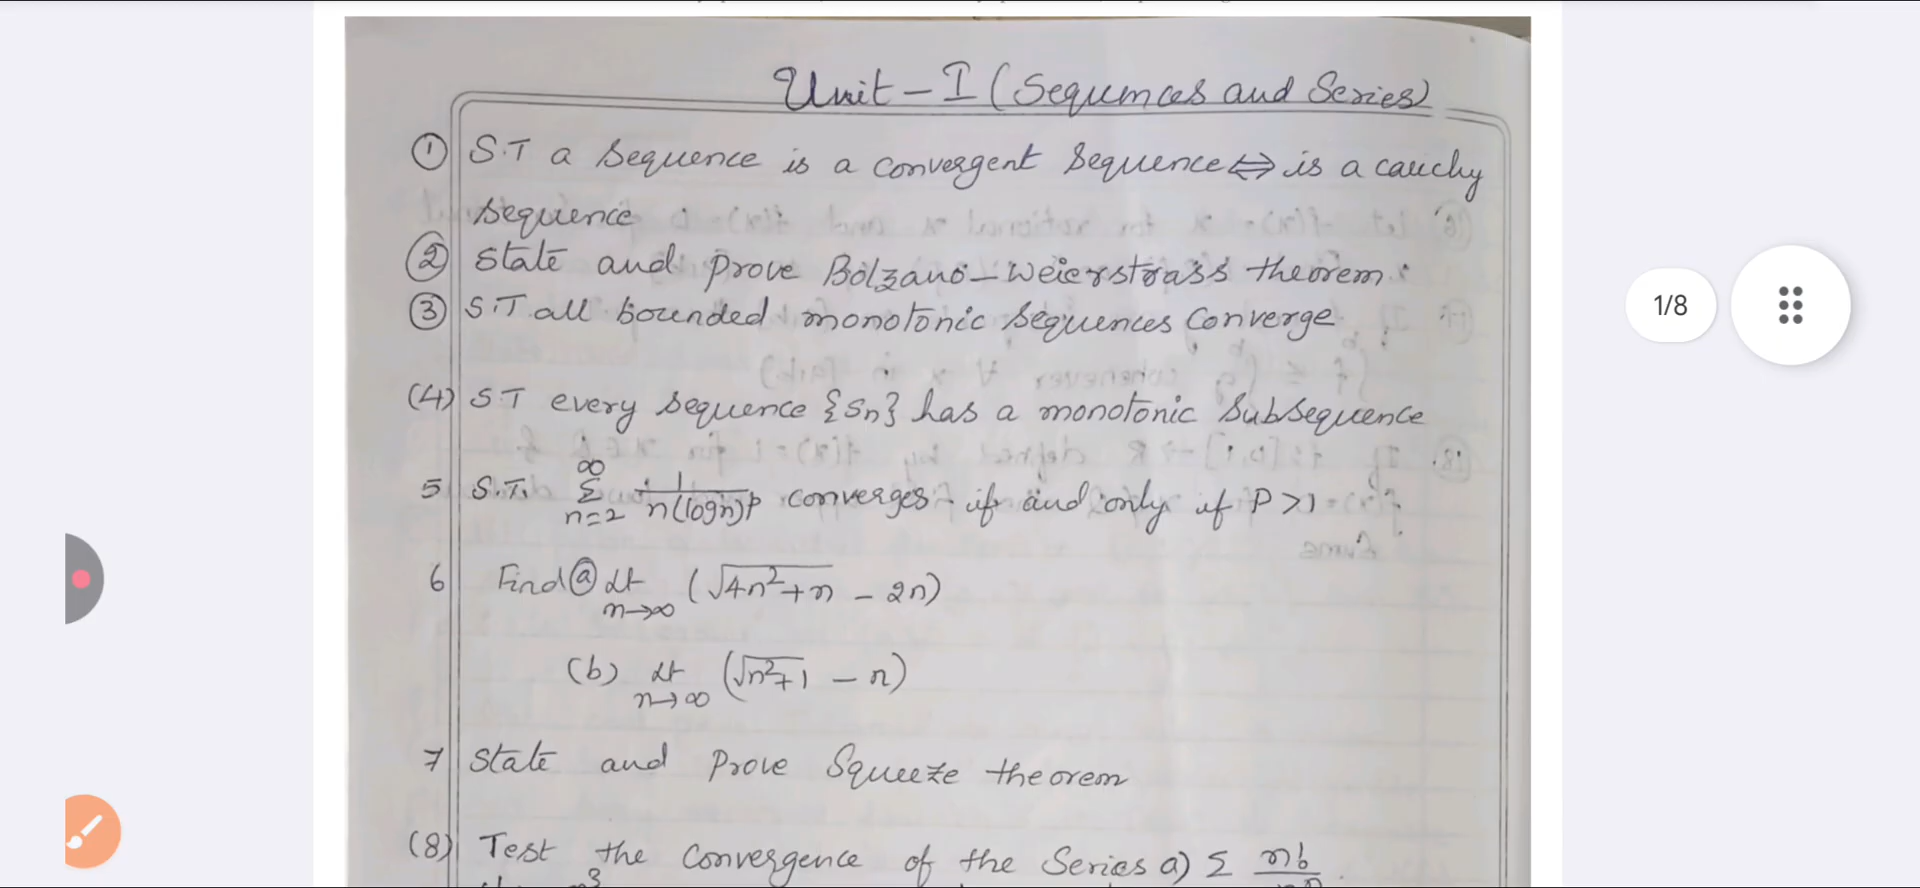 Unit - I (Sequences and Series)
① S.T a sequence is a convergent sequence ⇔ is a cauchy
sequence
② State and prove Bolzano-Weierstrass theorem.
③ S.T. all bounded monotonic sequences converge
(4) S.T every sequence {Sn} has a monotonic subsequence
5 S.T. ∞ Σ n=2 1/n(logn)^p converges if and only if P>1
6 Find ⓐ Lt n→∞ (√4n²+n - 2n)
(b) Lt n→∞ (√n²+1 - n)
7 State and Prove Squeeze theorem
(8) Test the convergence of the Series a) Σ n!
1/8